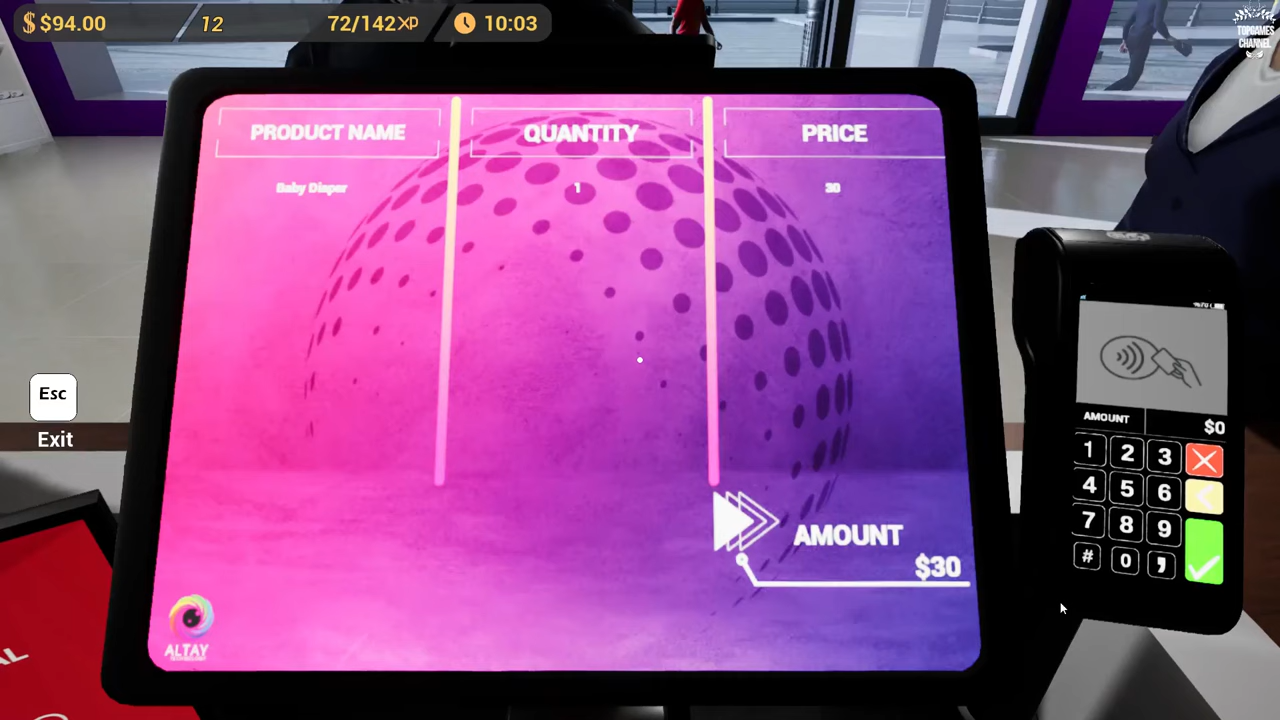 $ $94.00 12 72/142XP 10:03
TOPGAMES
CHANNEL
PRODUCT NAME QUANTITY PRICE
Baby Diaper 1 30
Esc
Exit
AMOUNT
$30
ALTAY
TECHNOLOGY
AMOUNT $0
1 2 3
4 5 6
7 8 9
# 0 ,